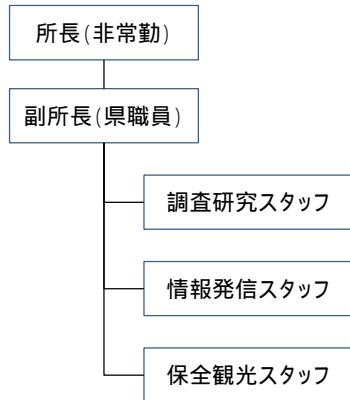 所長(非常勤)
副所長(県職員)
調査研究スタッフ
情報発信スタッフ
保全観光スタッフ